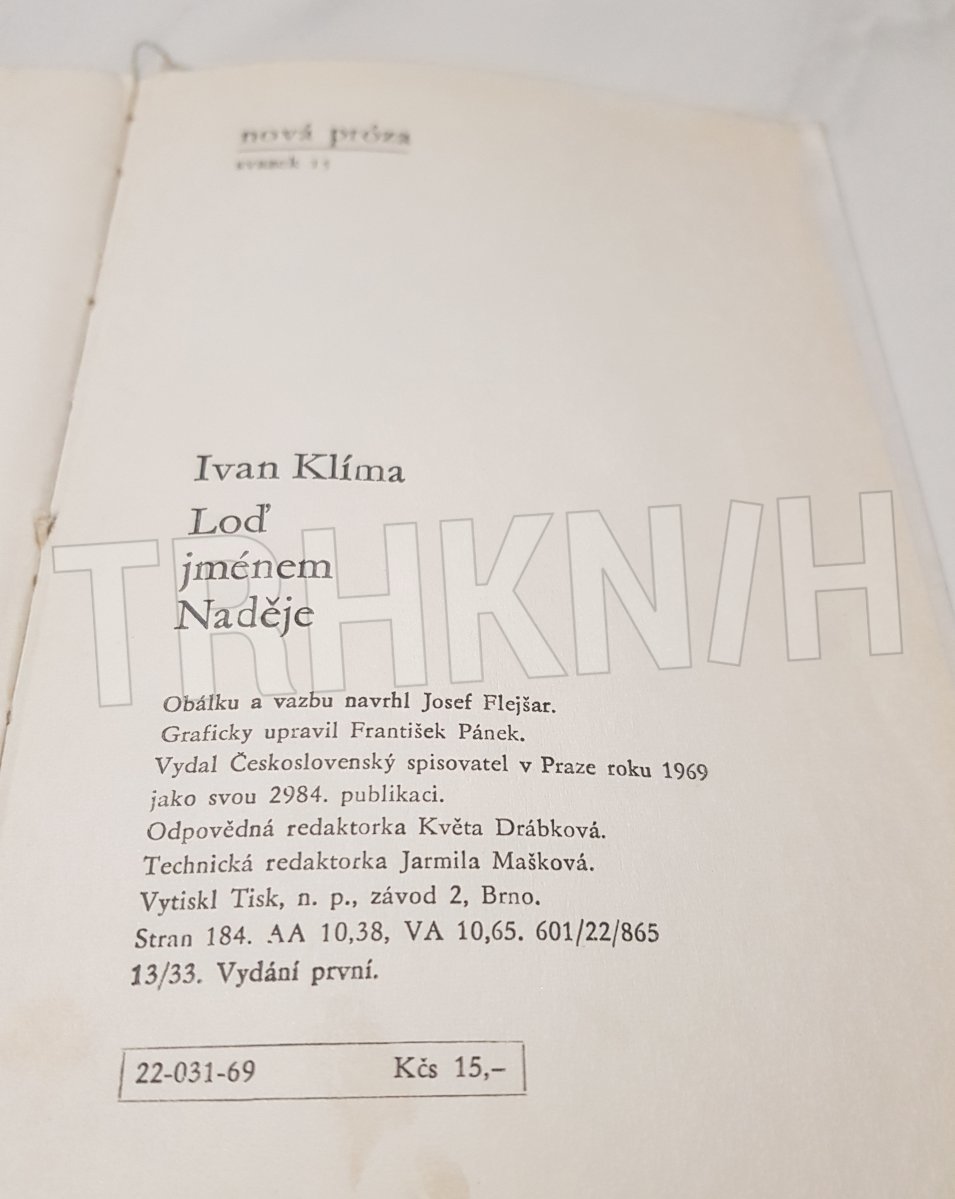 nová próza
svazek
Ivan Klíma
Loď
jménem
Naděje
TRHKNIH
Obálku a vazbu navrhl Josef Flejšar.
Graficky upravil František Pánek.
Vydal Československý spisovatel v Praze roku 1969
jako svou 2984. publikaci.
Odpovědná redaktorka Květa Drábková.
Technická redaktorka Jarmila Mašková.
Vytiskl Tisk, n. p., závod 2, Brno.
Stran 184. AA 10,38, VA 10,65. 601/22/865
13/33. Vydání první.
22-031-69 Kčs 15,–